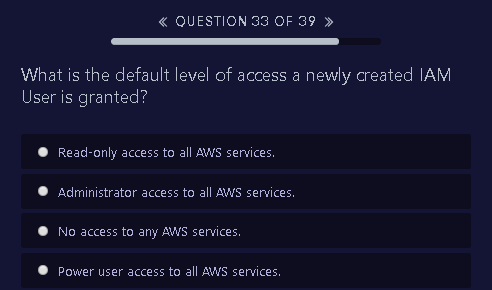 « QUESTION 33 OF 39 »
What is the default level of access a newly created IAM
User is granted?
Read-only access to all AWS services.
Administrator access to all AWS services.
No access to any AWS services.
Power user access to all AWS services.